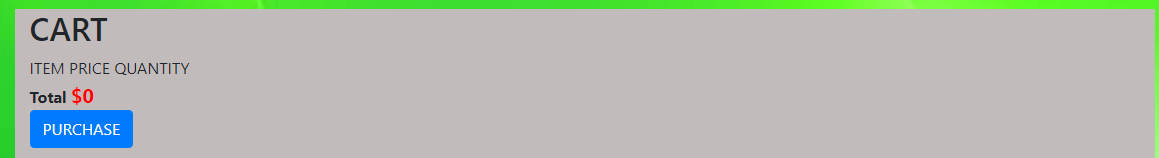 CART
ITEM PRICE QUANTITY
Total $0
PURCHASE